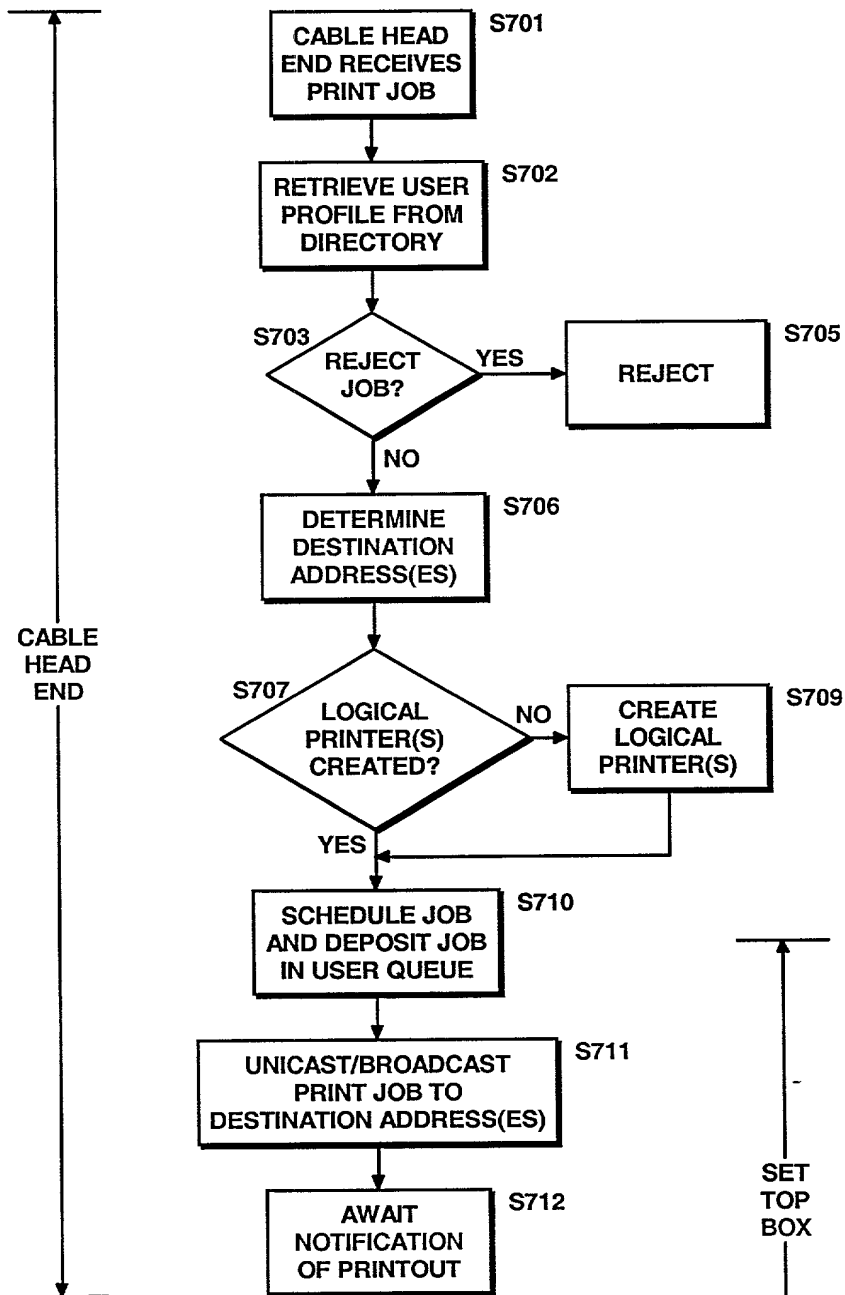 CABLE HEAD
END RECEIVES
PRINT JOB
S701
RETRIEVE USER
PROFILE FROM
DIRECTORY
S702
S703
REJECT
JOB?
YES
REJECT
S705
NO
DETERMINE
DESTINATION
ADDRESS(ES)
S706
CABLE
HEAD
END
S707
LOGICAL
PRINTER(S)
CREATED?
NO
CREATE
LOGICAL
PRINTER(S)
S709
YES
SCHEDULE JOB
AND DEPOSIT JOB
IN USER QUEUE
S710
UNICAST/BROADCAST
PRINT JOB TO
DESTINATION ADDRESS(ES)
S711
AWAIT
NOTIFICATION
OF PRINTOUT
S712
SET
TOP
BOX